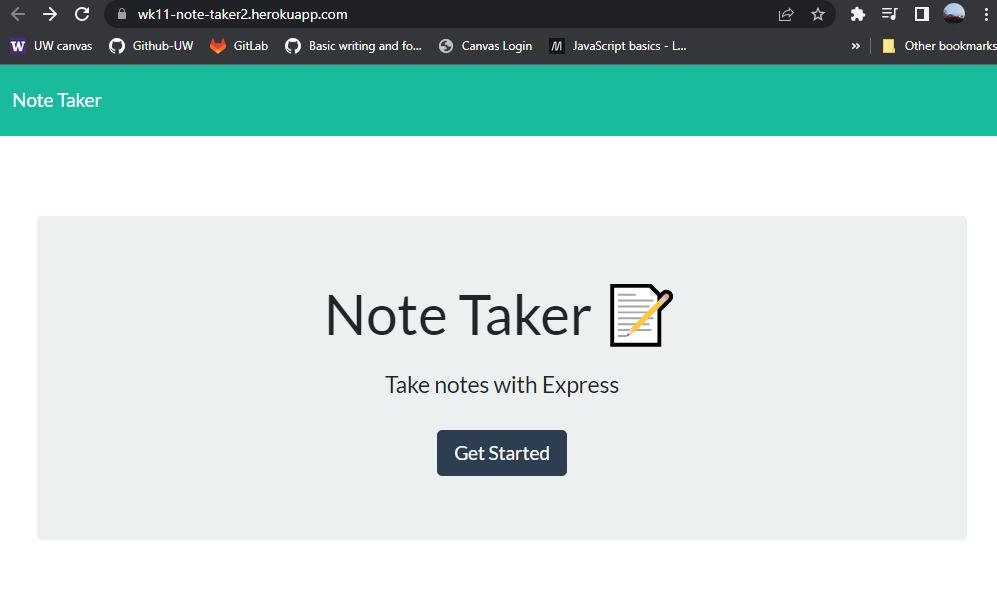 wk11-note-taker2.herokuapp.com
W UW canvas Github-UW GitLab Basic writing and fo... Canvas Login M JavaScript basics - L... » Other bookmarks
Note Taker
Note Taker
Take notes with Express
Get Started